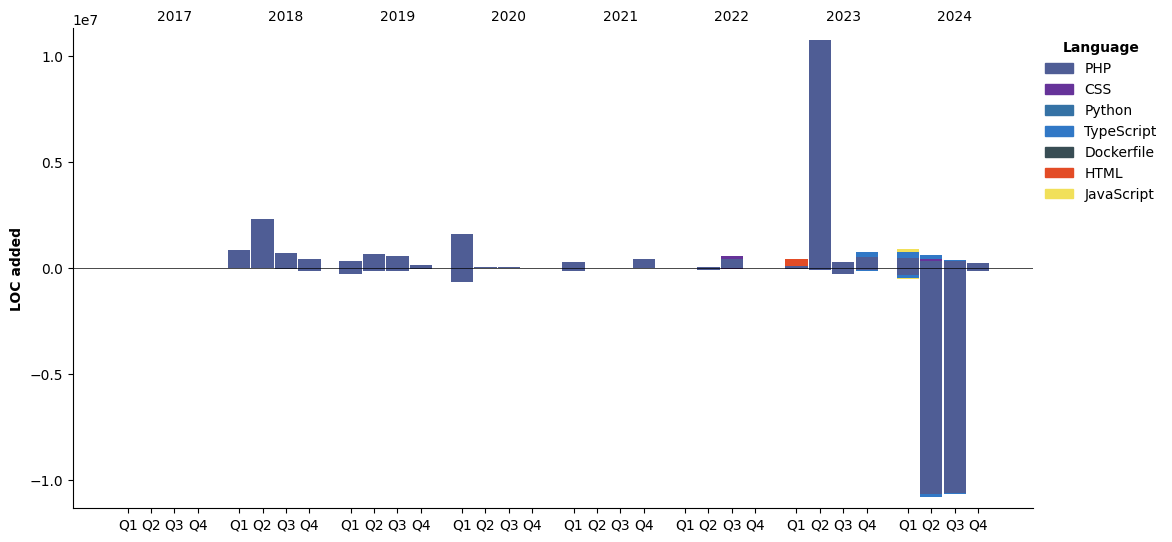 2017 2018 2019 2020 2021 2022 2023 2024
1e7
1.0
0.5
0.0
−0.5
−1.0
LOC added
Q1 Q2 Q3 Q4 Q1 Q2 Q3 Q4 Q1 Q2 Q3 Q4 Q1 Q2 Q3 Q4 Q1 Q2 Q3 Q4 Q1 Q2 Q3 Q4 Q1 Q2 Q3 Q4 Q1 Q2 Q3 Q4
Language
PHP
CSS
Python
TypeScript
Dockerfile
HTML
JavaScript